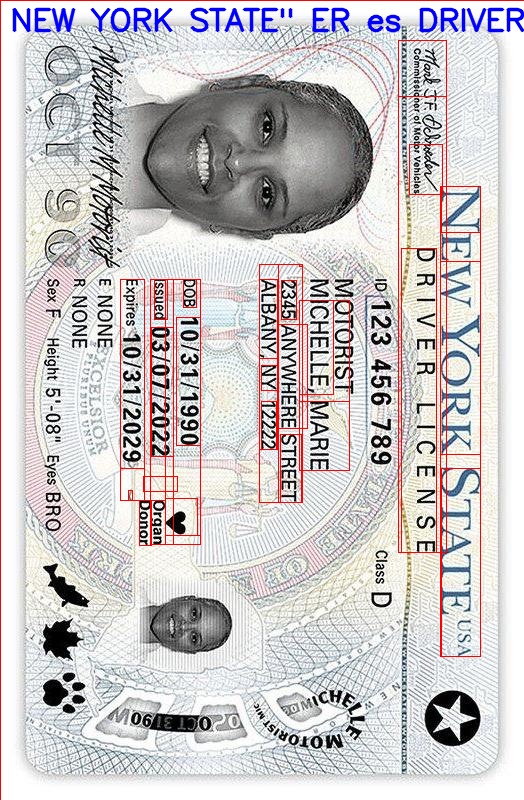 NEW YORK STATE" ER es DRIVER
NEW YORK STATE USA
DRIVER LICENSE
Mark J.F. Schroeder
Commissioner of Motor Vehicles
ID 123 456 789
Class D
MOTORIST
MICHELLE, MARIE
2345 ANYWHERE STREET
ALBANY, NY 12222
DOB 10/31/1990
Issued 03/07/2022
Expires 10/31/2029
Organ
Donor
E NONE
R NONE
Sex F Height 5'-08" Eyes BRO
Michelle M Motorist
OCT 90
EXCELSIOR
OCT 31 90
MICHELLE MOTORIST